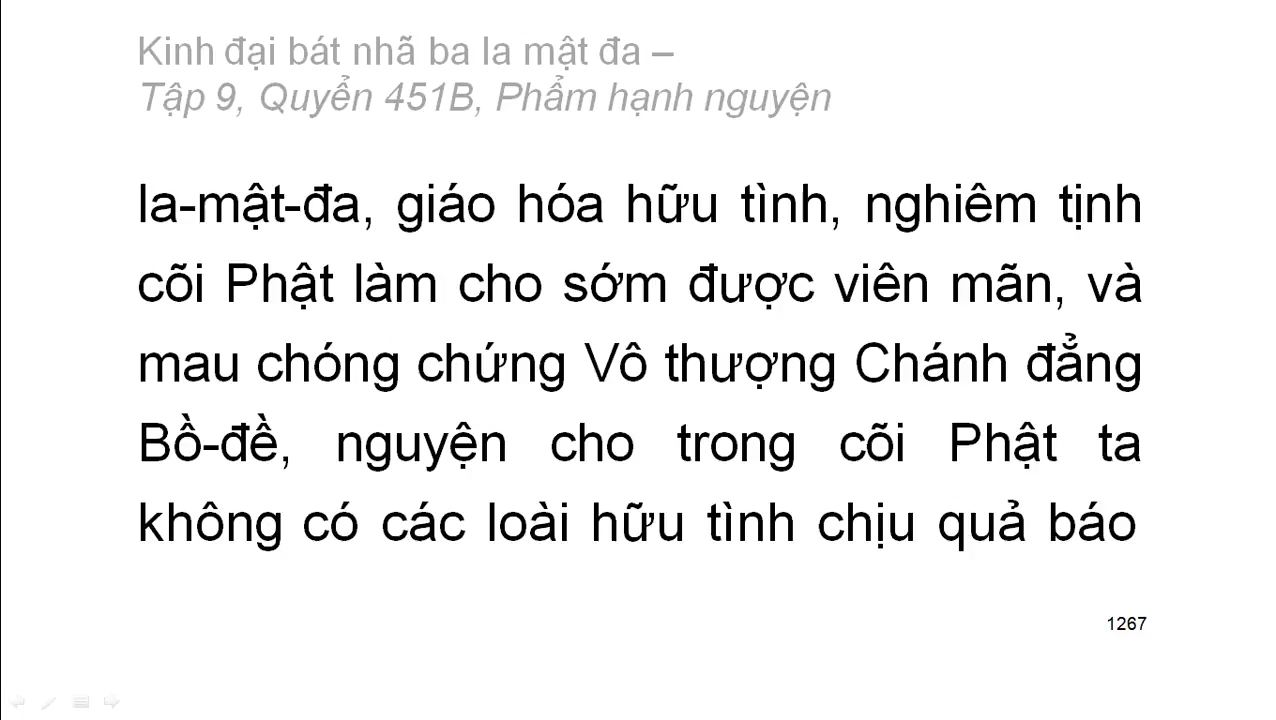 Kinh đại bát nhã ba la mật đa –
Tập 9, Quyển 451B, Phẩm hạnh nguyện
la-mật-đa, giáo hóa hữu tình, nghiêm tịnh
cõi Phật làm cho sớm được viên mãn, và
mau chóng chứng Vô thượng Chánh đẳng
Bồ-đề, nguyện cho trong cõi Phật ta
không có các loài hữu tình chịu quả báo
1267